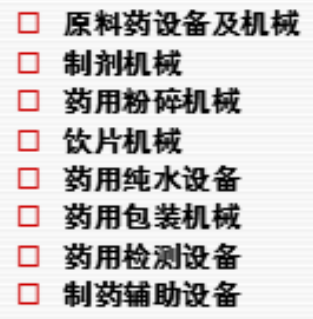 □ 原料药设备及机械
□ 制剂机械
□ 药用粉碎机械
□ 饮片机械
□ 药用纯水设备
□ 药用包装机械
□ 药用检测设备
□ 制药辅助设备